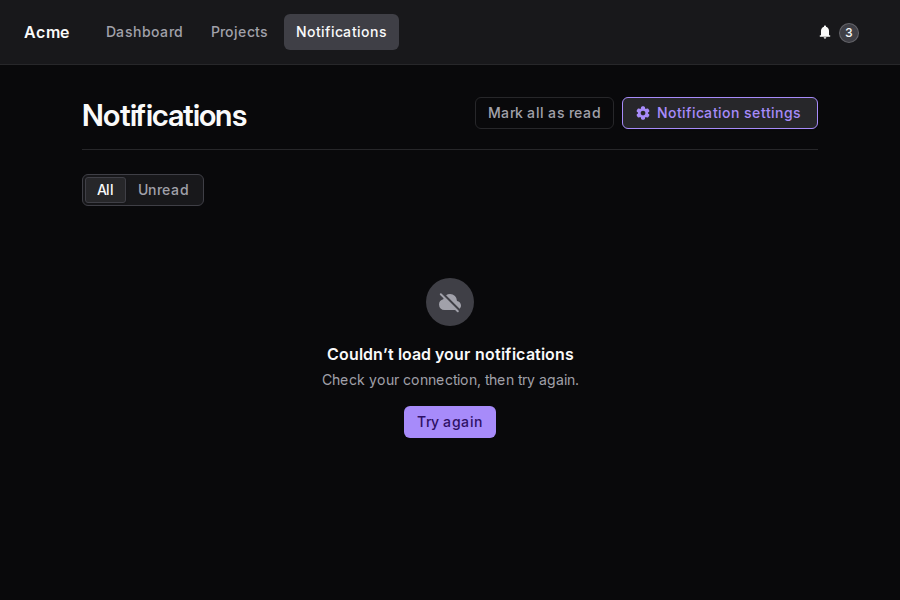 Acme Dashboard Projects Notifications 3
Notifications Mark all as read Notification settings
All Unread
Couldn’t load your notifications
Check your connection, then try again.
Try again